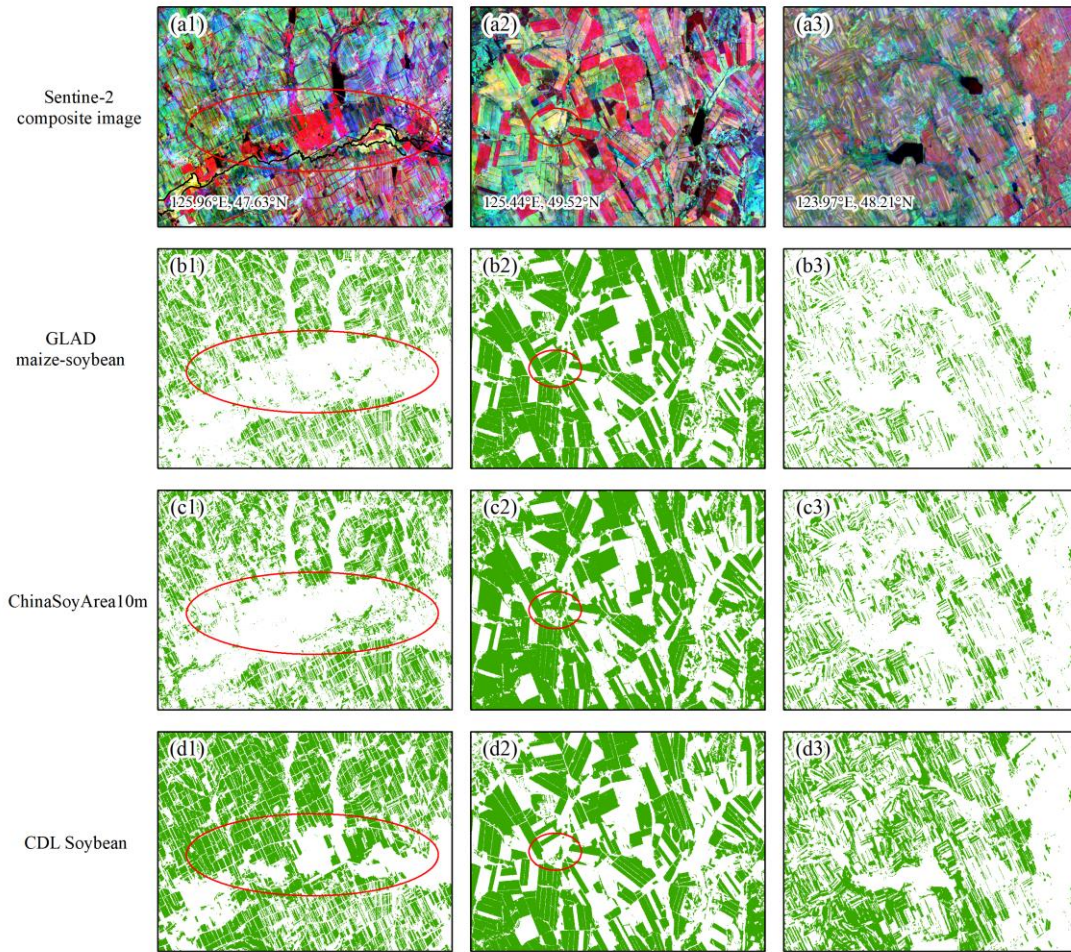 Sentine-2
composite image
(a1)
125.96°E, 47.63°N
(a2)
125.44°E, 49.52°N
(a3)
123.97°E, 48.21°N
GLAD
maize-soybean
(b1)
(b2)
(b3)
ChinaSoyArea10m
(c1)
(c2)
(c3)
CDL Soybean
(d1)
(d2)
(d3)